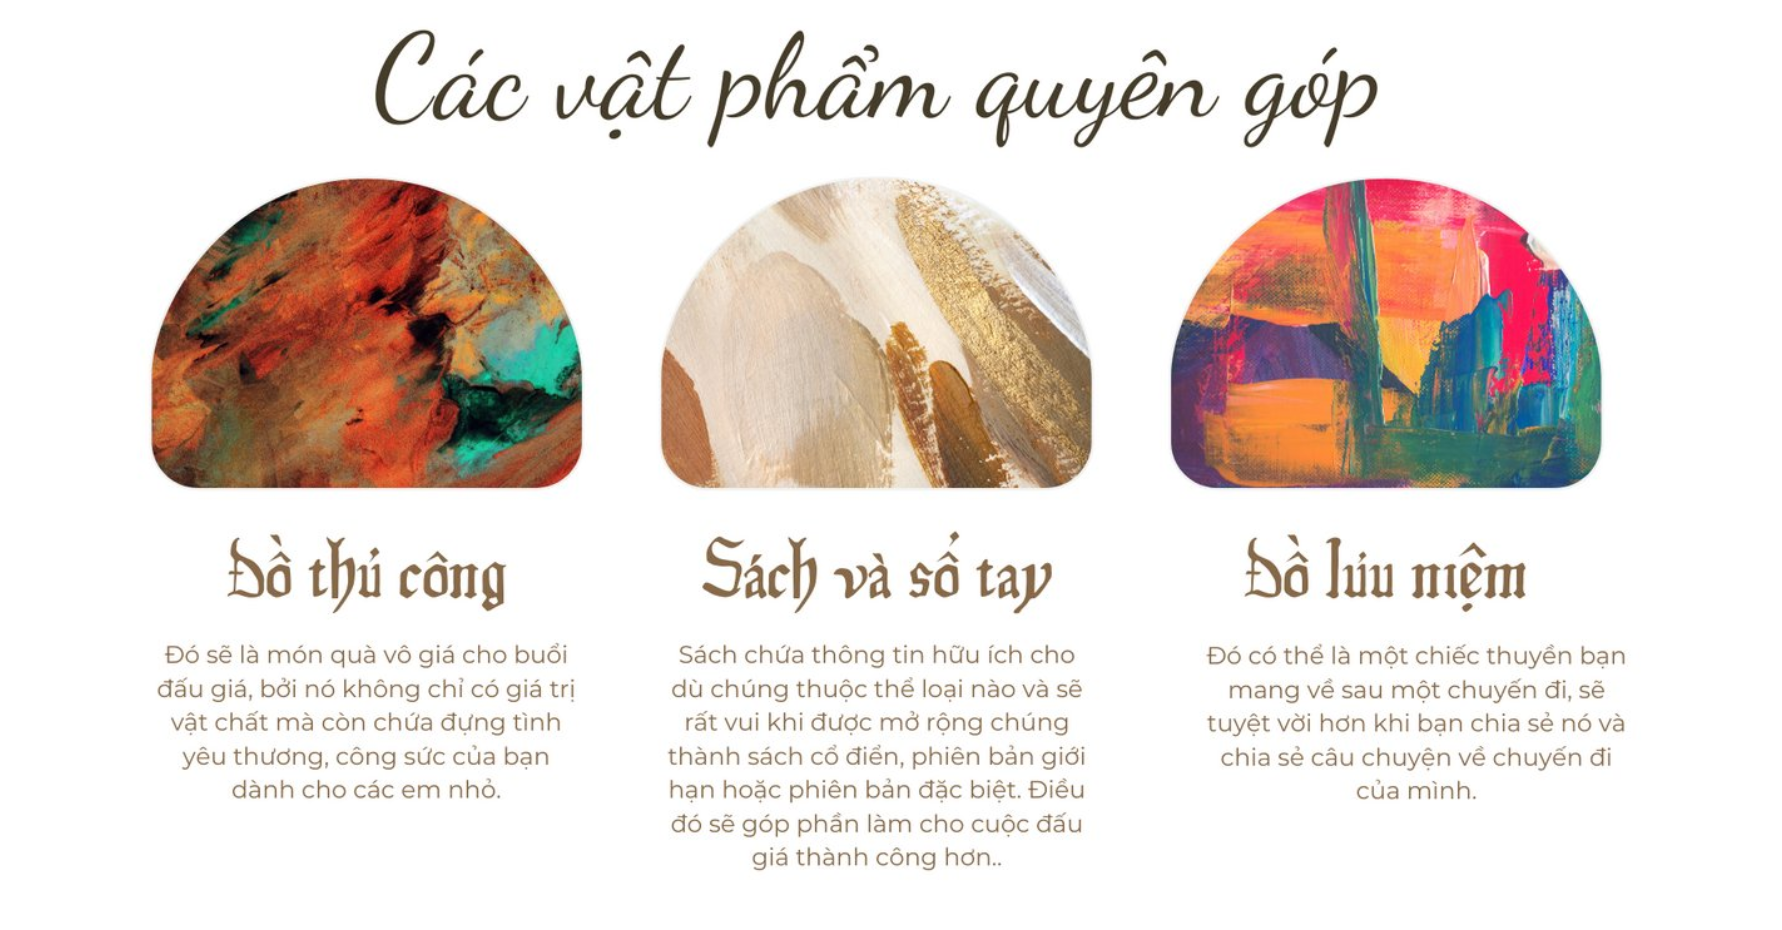 Các vật phẩm quyên góp
Đồ thủ công
Đó sẽ là món quà vô giá cho buổi
đấu giá, bởi nó không chỉ có giá trị
vật chất mà còn chứa đựng tình
yêu thương, công sức của bạn
dành cho các em nhỏ.
Sách và sổ tay
Sách chứa thông tin hữu ích cho
dù chúng thuộc thể loại nào và sẽ
rất vui khi được mở rộng chúng
thành sách cổ điển, phiên bản giới
hạn hoặc phiên bản đặc biệt. Điều
đó sẽ góp phần làm cho cuộc đấu
giá thành công hơn..
Đồ lưu niệm
Đó có thể là một chiếc thuyền bạn
mang về sau một chuyến đi, sẽ
tuyệt vời hơn khi bạn chia sẻ nó và
chia sẻ câu chuyện về chuyến đi
của mình.